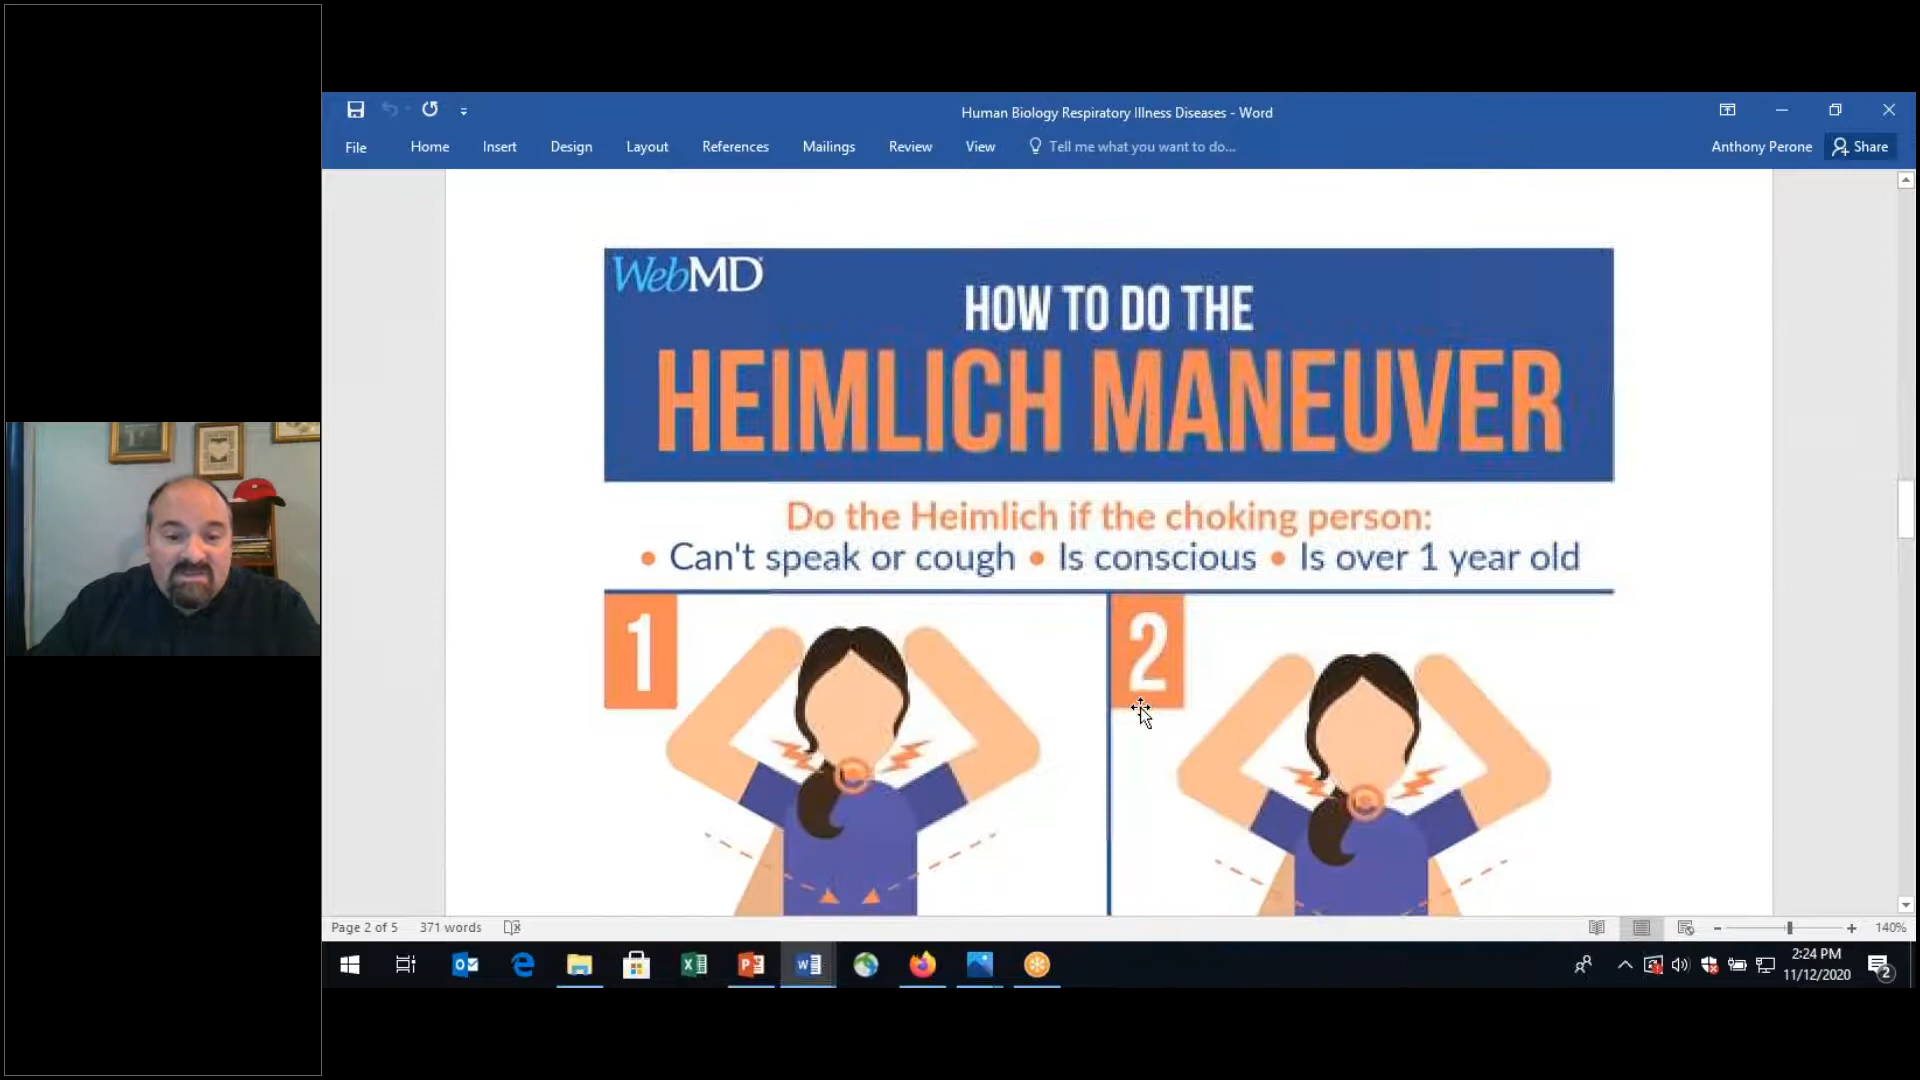 Human Biology Respiratory Illness Diseases - Word
File Home Insert Design Layout References Mailings Review View Tell me what you want to do... Anthony Perone Share
WebMD
HOW TO DO THE
HEIMLICH MANEUVER
Do the Heimlich if the choking person:
• Can't speak or cough • Is conscious • Is over 1 year old
1 2
Page 2 of 5 371 words 140%
2:24 PM
11/12/2020
2